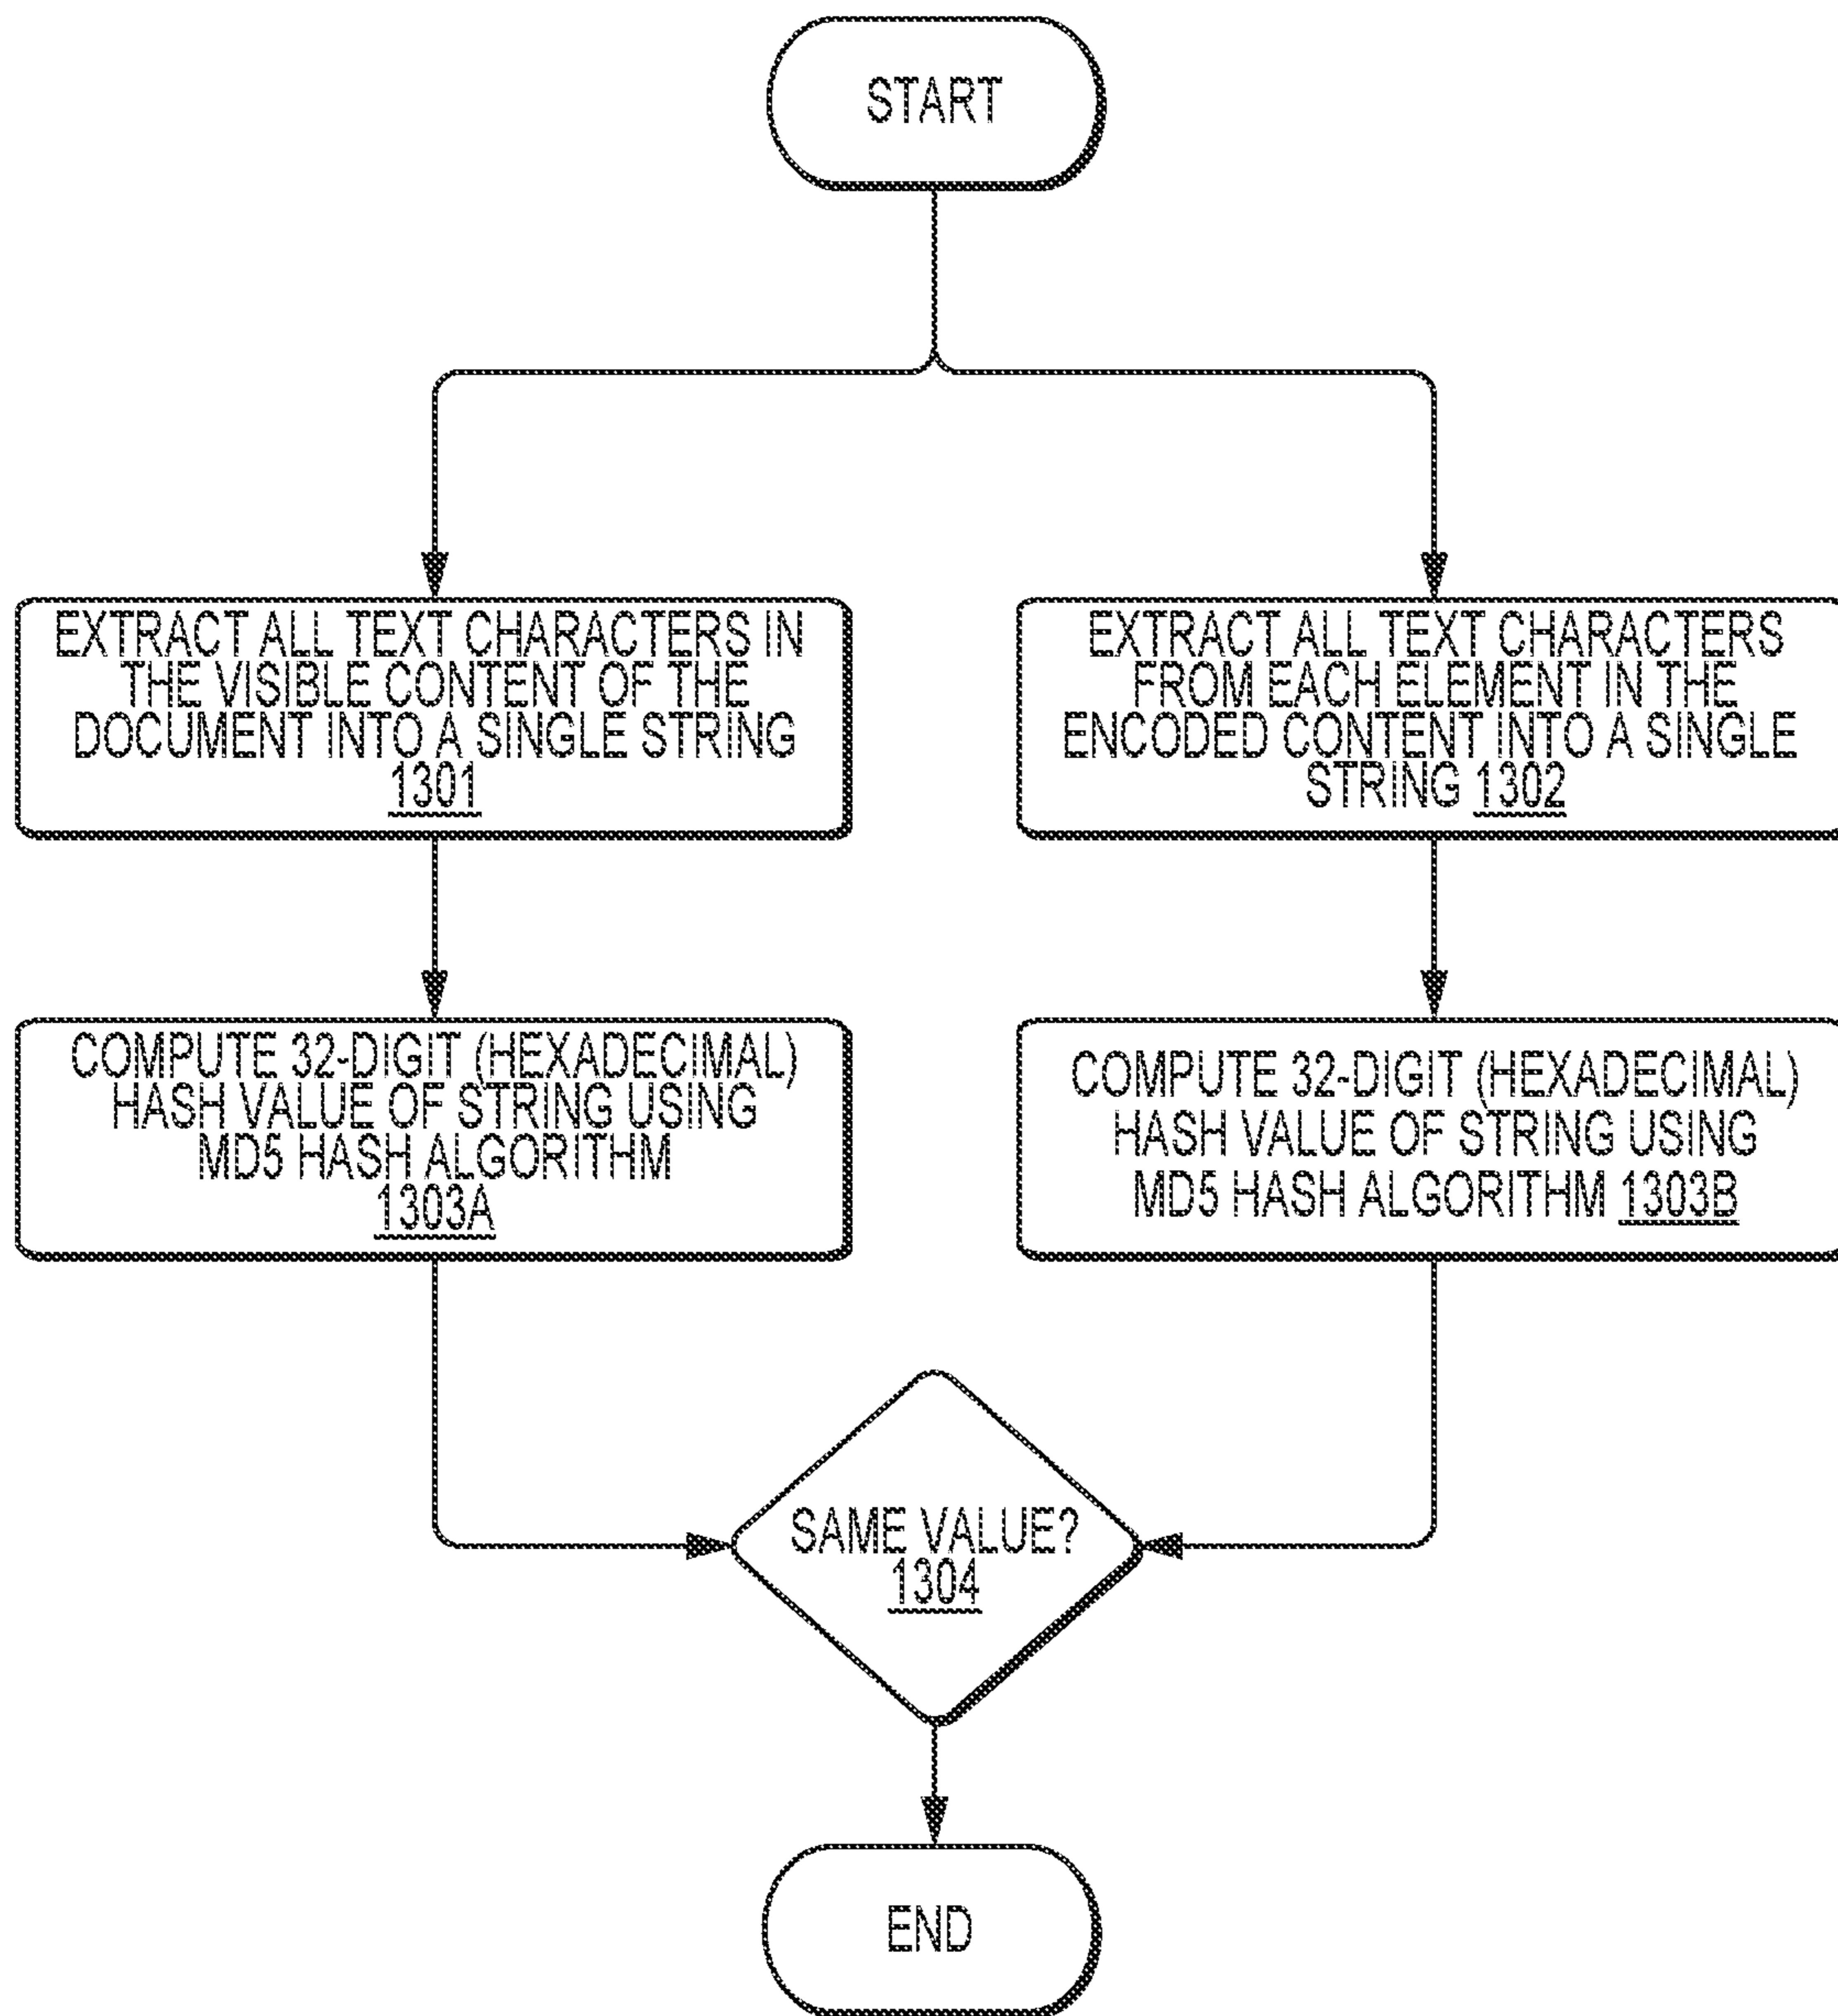 START
EXTRACT ALL TEXT CHARACTERS IN
THE VISIBLE CONTENT OF THE
DOCUMENT INTO A SINGLE STRING
1301
EXTRACT ALL TEXT CHARACTERS
FROM EACH ELEMENT IN THE
ENCODED CONTENT INTO A SINGLE
STRING 1302
COMPUTE 32-DIGIT (HEXADECIMAL)
HASH VALUE OF STRING USING
MD5 HASH ALGORITHM
1303A
COMPUTE 32-DIGIT (HEXADECIMAL)
HASH VALUE OF STRING USING
MD5 HASH ALGORITHM 1303B
SAME VALUE?
1304
END